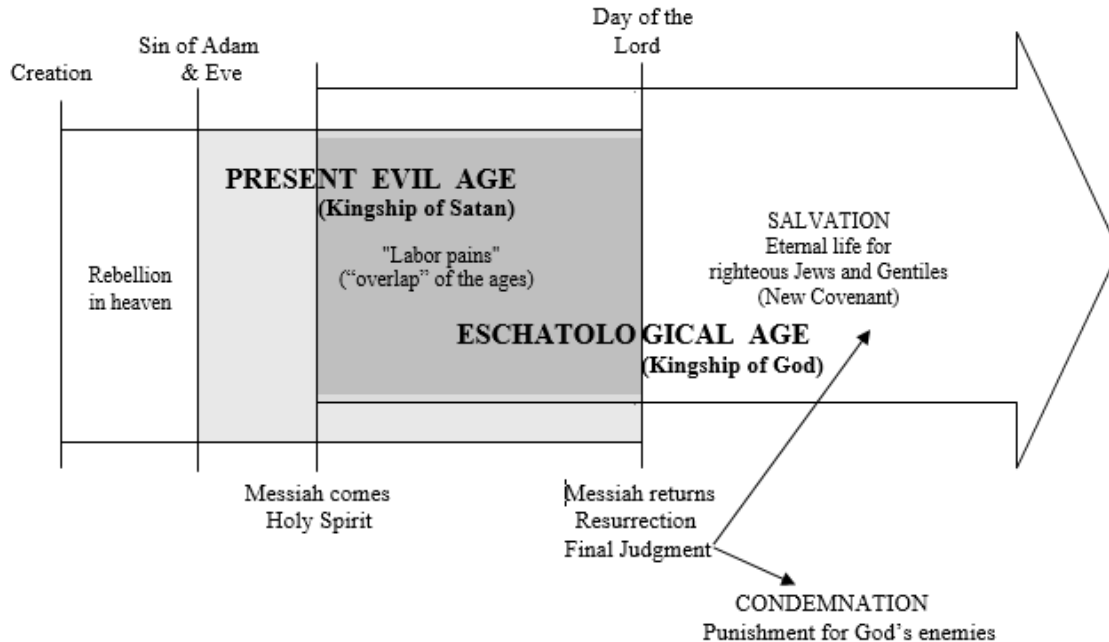 Day of the
Lord
Sin of Adam
& Eve
Creation
PRESENT EVIL AGE
(Kingship of Satan)
"Labor pains"
(“overlap” of the ages)
Rebellion
in heaven
SALVATION
Eternal life for
righteous Jews and Gentiles
(New Covenant)
ESCHATOLOGICAL AGE
(Kingship of God)
Messiah comes
Holy Spirit
Messiah returns
Resurrection
Final Judgment
CONDEMNATION
Punishment for God’s enemies